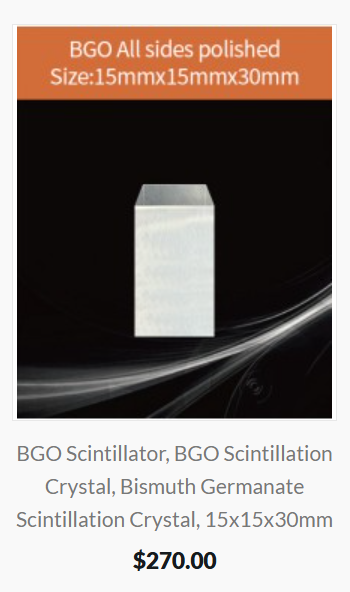 BGO All sides polished
Size:15mmx15mmx30mm
BGO Scintillator, BGO Scintillation
Crystal, Bismuth Germanate
Scintillation Crystal, 15x15x30mm
$270.00